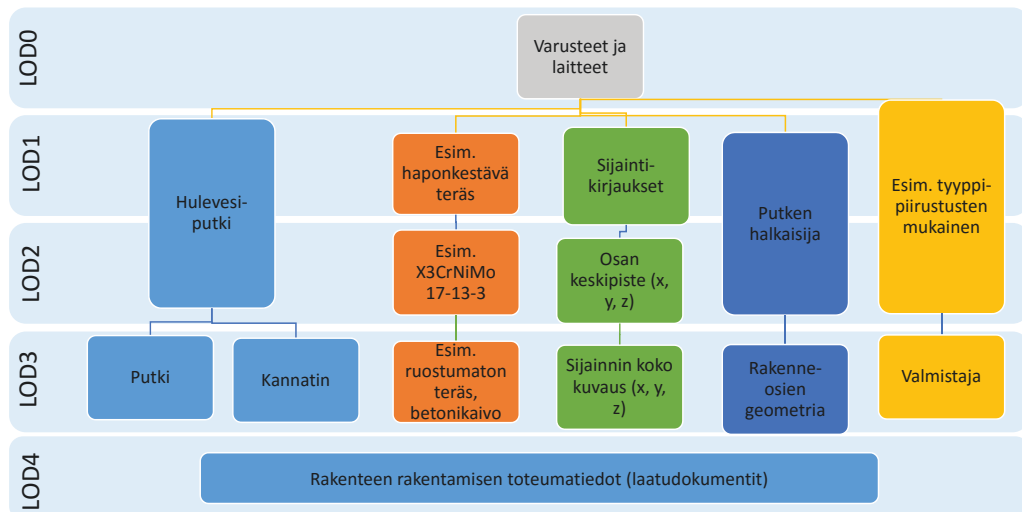 LOD0
Varusteet ja
laitteet
LOD1
Hulevesi-
putki
Esim.
haponkestävä
teräs
Sijainti-
kirjaukset
Putken
halkaisija
Esim. tyyppi-
piirustusten
mukainen
LOD2
Esim.
X3CrNiMo
17-13-3
Osan
keskipiste (x,
y, z)
LOD3
Putki
Kannatin
Esim.
ruostumaton
teräs,
betonikaivo
Sijainnin koko
kuvaus (x, y,
z)
Rakenne-
osien
geometria
Valmistaja
LOD4
Rakenteen rakentamisen toteumatiedot (laatudokumentit)